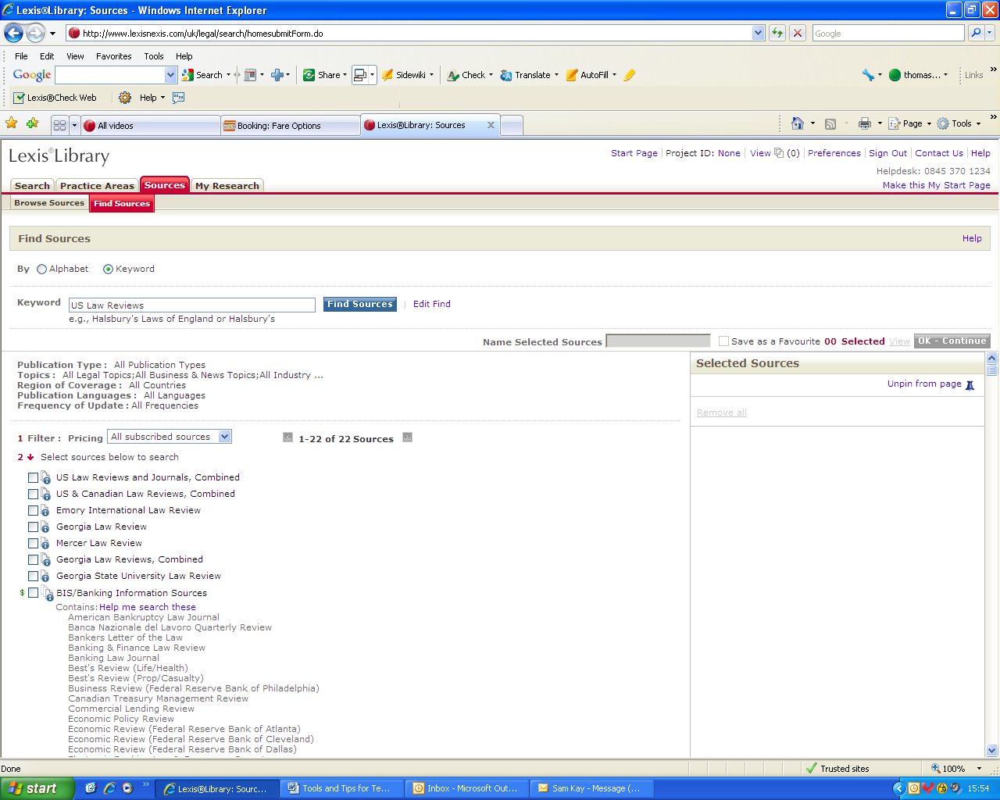 Lexis®Library: Sources - Windows Internet Explorer
http://www.lexisnexis.com/uk/legal/search/homesubmitForm.do
Google
File Edit View Favorites Tools Help
Google Search Share Sidewiki Check Translate AutoFill thomas... Links
Lexis®Check Web Help
All videos Booking: Fare Options Lexis®Library: Sources Page Tools
Lexis®Library
Start Page Project ID: None View (0) Preferences Sign Out Contact Us Help
Helpdesk: 0845 370 1234
Search Practice Areas Sources My Research Make this My Start Page
Browse Sources Find Sources
Find Sources Help
By Alphabet Keyword
Keyword US Law Reviews Find Sources Edit Find
e.g., Halsbury's Laws of England or Halsbury's
Name Selected Sources Save as a Favourite 00 Selected View OK - Continue
Publication Type : All Publication Types
Topics : All Legal Topics;All Business & News Topics;All Industry ...
Region of Coverage : All Countries
Publication Languages : All Languages
Frequency of Update : All Frequencies
Selected Sources
Unpin from page
Remove all
1 Filter : Pricing All subscribed sources 1-22 of 22 Sources
2 Select sources below to search
US Law Reviews and Journals, Combined
US & Canadian Law Reviews, Combined
Emory International Law Review
Georgia Law Review
Mercer Law Review
Georgia Law Reviews, Combined
Georgia State University Law Review
$ BIS/Banking Information Sources
Contains: Help me search these
American Bankruptcy Law Journal
Banca Nazionale del Lavoro Quarterly Review
Bankers Letter of the Law
Banking & Finance Law Review
Banking Law Journal
Best's Review (Life/Health)
Best's Review (Prop/Casualty)
Business Review (Federal Reserve Bank of Philadelphia)
Canadian Treasury Management Review
Commercial Lending Review
Economic Policy Review
Economic Review (Federal Reserve Bank of Atlanta)
Economic Review (Federal Reserve Bank of Cleveland)
Economic Review (Federal Reserve Bank of Dallas)
Done Trusted sites 100%
start Lexis®Library: Sourc... Tools and Tips for Te... Inbox - Microsoft Out... Sam Kay - Message (... 15:54